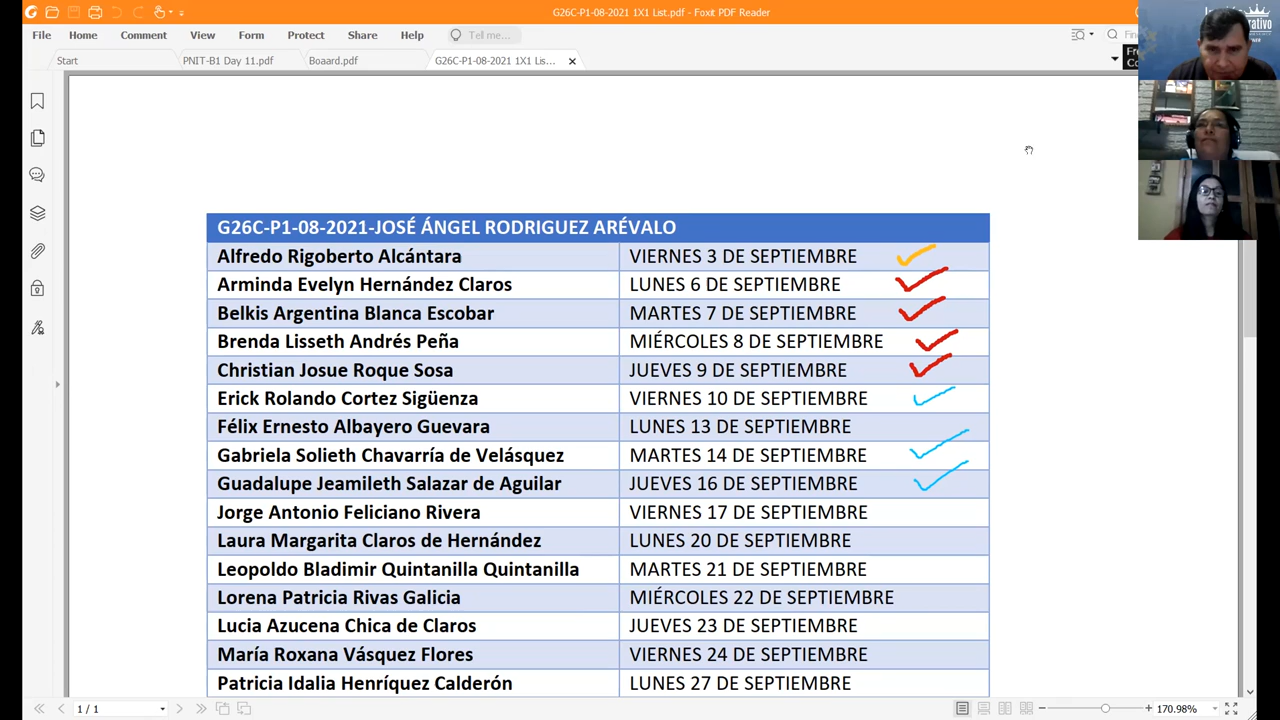 G26C-P1-08-2021 1X1 List.pdf - Foxit PDF Reader
File Home Comment View Form Protect Share Help Tell me...
Start PNIT-B1 Day 11.pdf Boaard.pdf G26C-P1-08-2021 1X1 Lis...
G26C-P1-08-2021-JOSÉ ÁNGEL RODRIGUEZ ARÉVALO
Alfredo Rigoberto Alcántara VIERNES 3 DE SEPTIEMBRE
Arminda Evelyn Hernández Claros LUNES 6 DE SEPTIEMBRE
Belkis Argentina Blanca Escobar MARTES 7 DE SEPTIEMBRE
Brenda Lisseth Andrés Peña MIÉRCOLES 8 DE SEPTIEMBRE
Christian Josue Roque Sosa JUEVES 9 DE SEPTIEMBRE
Erick Rolando Cortez Sigüenza VIERNES 10 DE SEPTIEMBRE
Félix Ernesto Albayero Guevara LUNES 13 DE SEPTIEMBRE
Gabriela Solieth Chavarría de Velásquez MARTES 14 DE SEPTIEMBRE
Guadalupe Jeamileth Salazar de Aguilar JUEVES 16 DE SEPTIEMBRE
Jorge Antonio Feliciano Rivera VIERNES 17 DE SEPTIEMBRE
Laura Margarita Claros de Hernández LUNES 20 DE SEPTIEMBRE
Leopoldo Bladimir Quintanilla Quintanilla MARTES 21 DE SEPTIEMBRE
Lorena Patricia Rivas Galicia MIÉRCOLES 22 DE SEPTIEMBRE
Lucia Azucena Chica de Claros JUEVES 23 DE SEPTIEMBRE
María Roxana Vásquez Flores VIERNES 24 DE SEPTIEMBRE
Patricia Idalia Henríquez Calderón LUNES 27 DE SEPTIEMBRE
1 / 1 170.98%